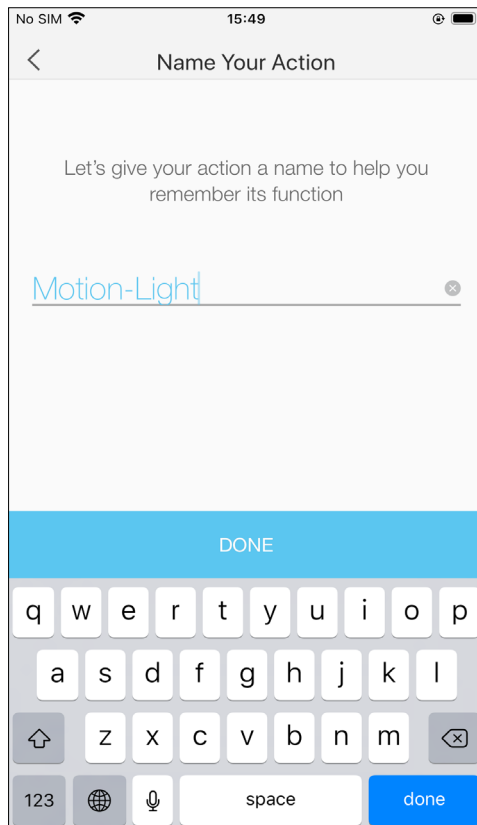 No SIM 15:49
Name Your Action
Let's give your action a name to help you
remember its function
Motion-Light
DONE
q w e r t y u i o p
a s d f g h j k l
z x c v b n m
123 space done